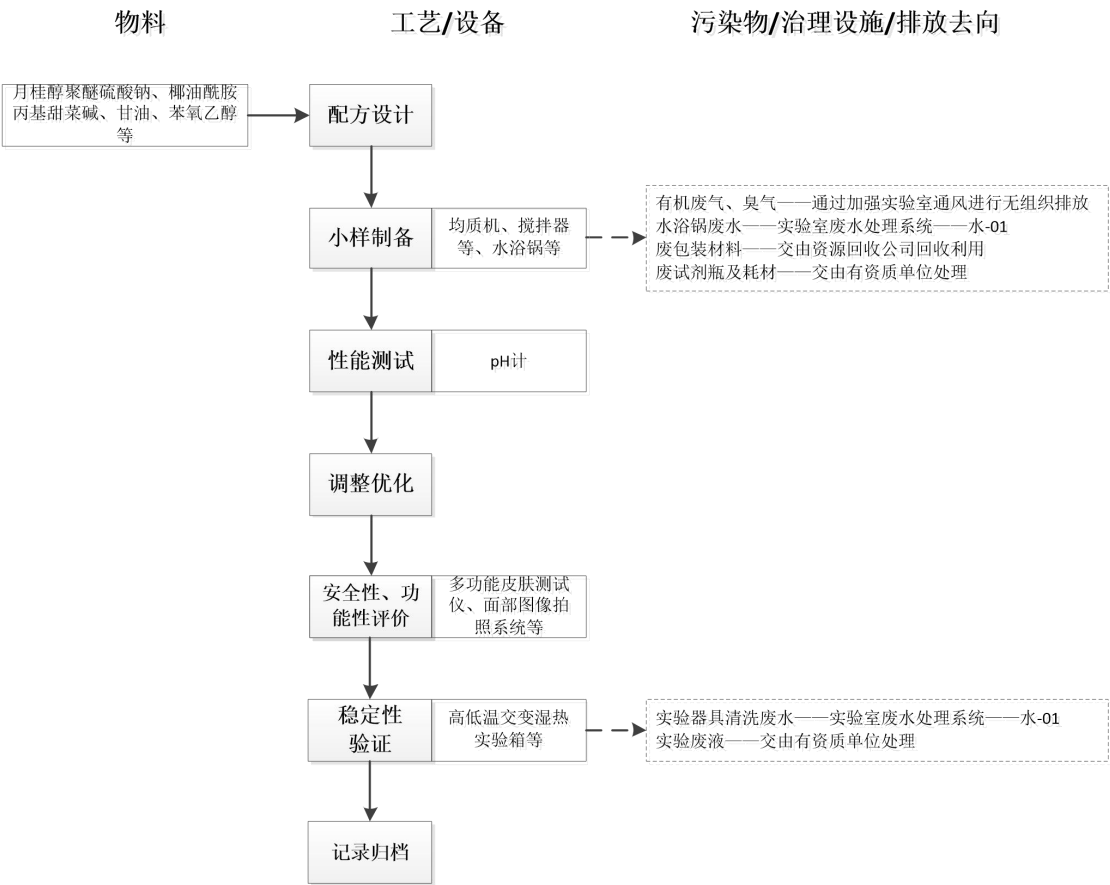 物料
工艺/设备
污染物/治理设施/排放去向
月桂醇聚醚硫酸钠、椰油酰胺
丙基甜菜碱、甘油、苯氧乙醇
等
配方设计
小样制备
均质机、搅拌器
等、水浴锅等
有机废气、臭气——通过加强实验室通风进行无组织排放
水浴锅废水——实验室废水处理系统——水-01
废包装材料——交由资源回收公司回收利用
废试剂瓶及耗材——交由有资质单位处理
性能测试
pH计
调整优化
安全性、功
能性评价
多功能皮肤测试
仪、面部图像拍
照系统等
稳定性
验证
高低温交变湿热
实验箱等
实验器具清洗废水——实验室废水处理系统——水-01
实验废液——交由有资质单位处理
记录归档